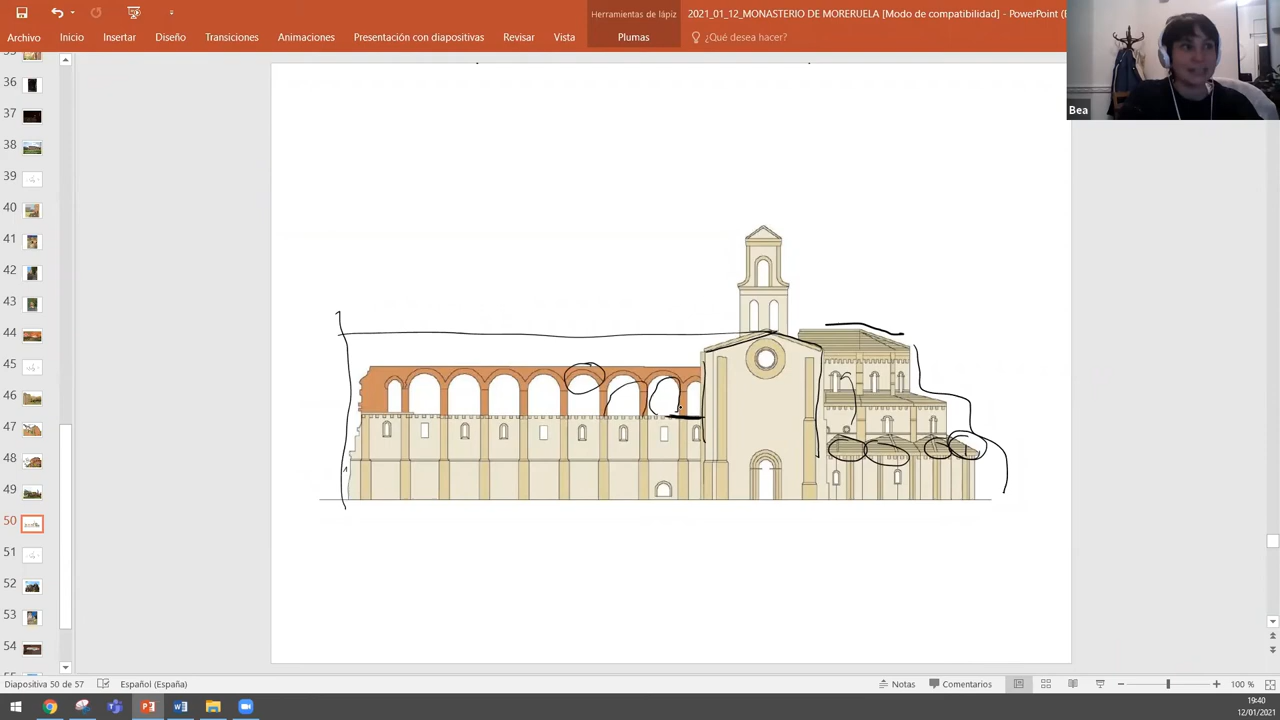 Herramientas de lápiz
2021_01_12_MONASTERIO DE MORERUELA [Modo de compatibilidad] - PowerPoint (E
Archivo
Inicio
Insertar
Diseño
Transiciones
Animaciones
Presentación con diapositivas
Revisar
Vista
Plumas
¿Qué desea hacer?
Bea
36
37
38
39
40
41
42
43
44
45
46
47
48
49
50
51
52
53
54
Diapositiva 50 de 57
Español (España)
Notas
Comentarios
100 %
19:40
12/01/2021